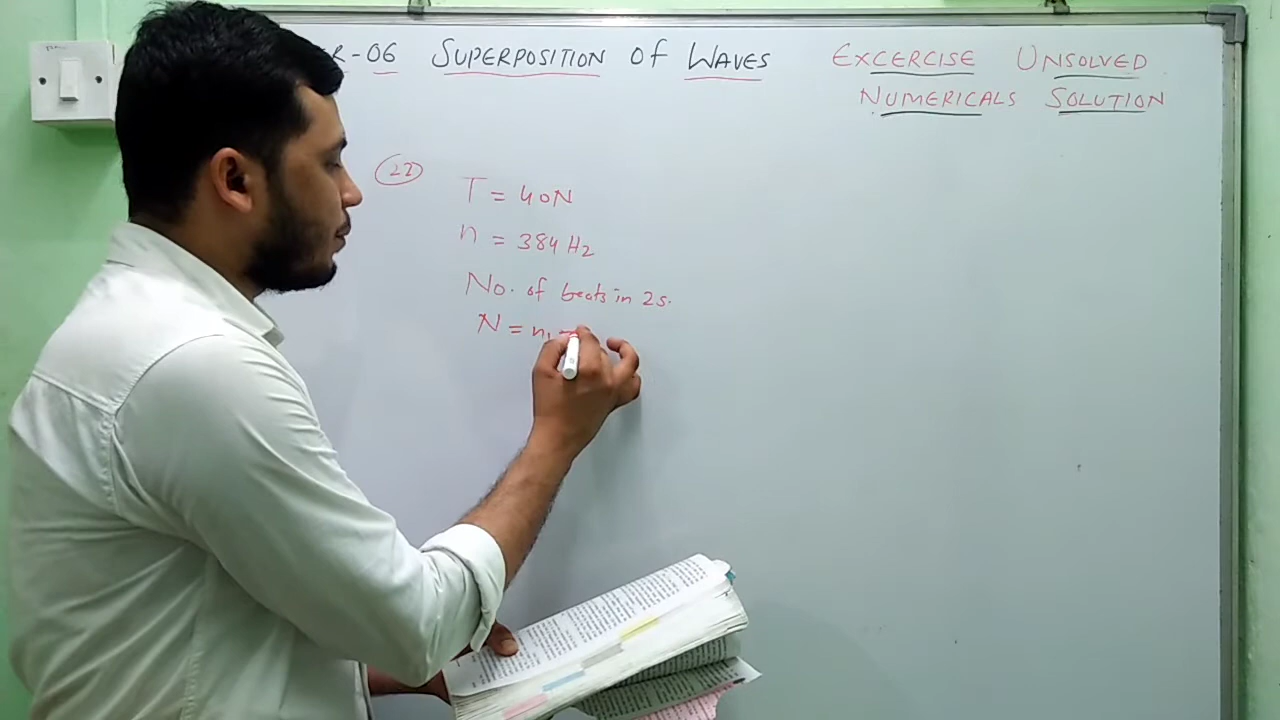 R-06 SUPERPOSITION OF WAVES
EXCERCISE UNSOLVED
NUMERICALS SOLUTION
22
T = 40N
n = 384 Hz
No. of beats in 2s.
N = n₁ -